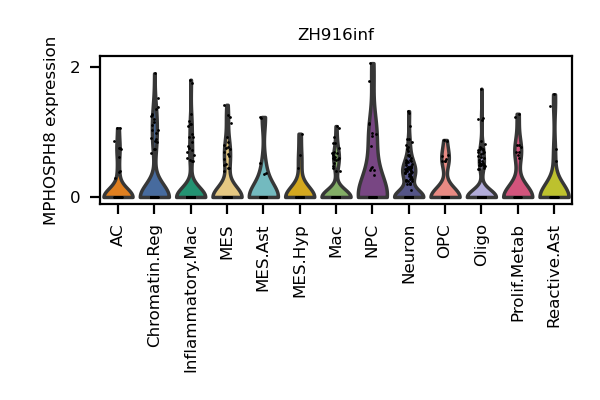 ZH916inf
MPHOSPH8 expression
2
0
AC
Chromatin.Reg
Inflammatory.Mac
MES
MES.Ast
MES.Hyp
Mac
NPC
Neuron
OPC
Oligo
Prolif.Metab
Reactive.Ast